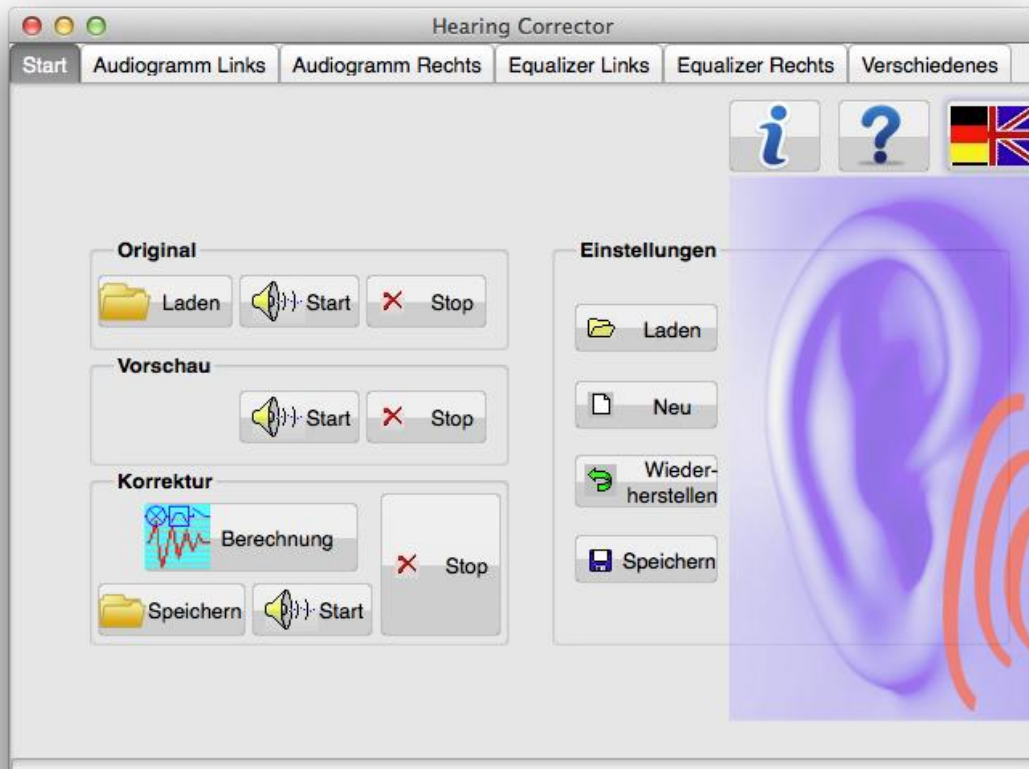 Hearing Corrector
Start Audiogramm Links Audiogramm Rechts Equalizer Links Equalizer Rechts Verschiedenes
Original
Laden Start Stop
Vorschau
Start Stop
Korrektur
Berechnung
Stop
Speichern Start
Einstellungen
Laden
Neu
Wieder-
herstellen
Speichern